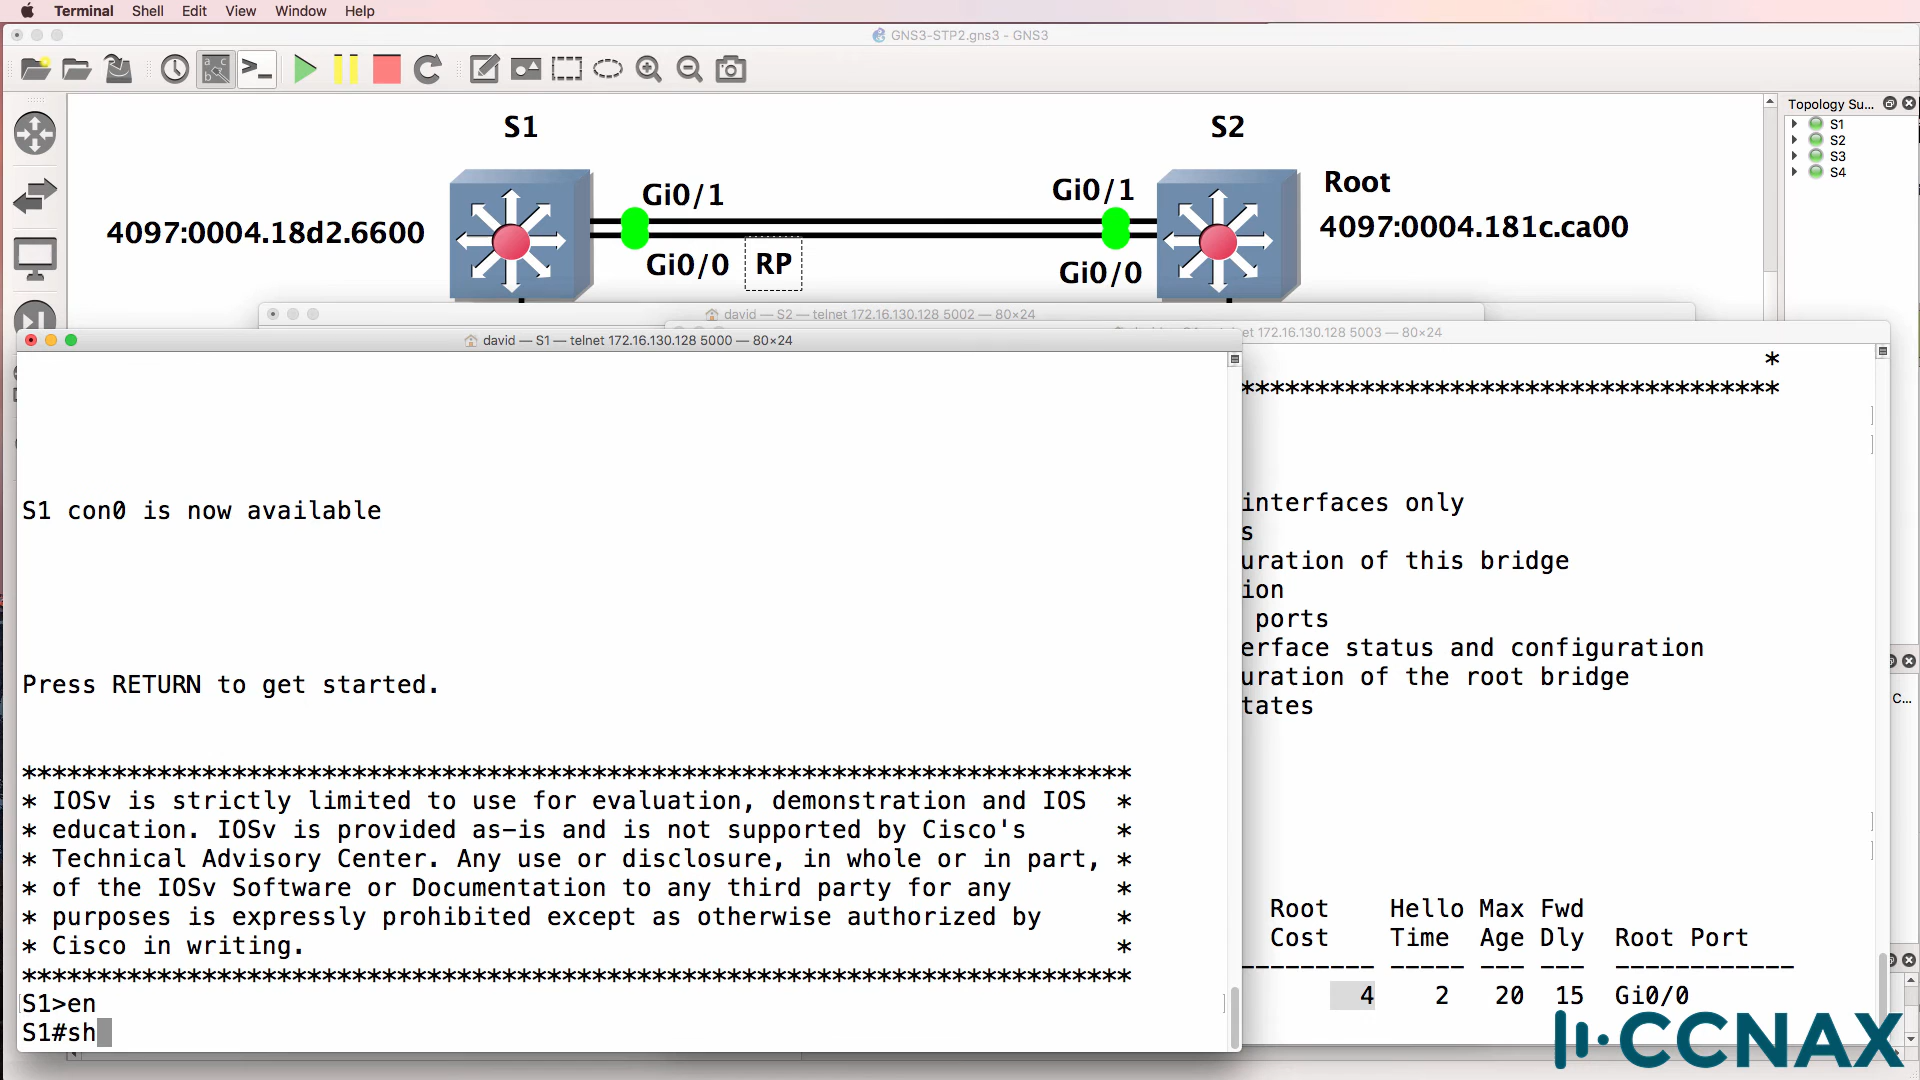 Terminal Shell Edit View Window Help
GNS3-STP2.gns3 - GNS3
Topology Su...
S1
S2
S3
S4
S1
S2
Gi0/1
Gi0/1
Root
4097:0004.18d2.6600
4097:0004.181c.ca00
Gi0/0
RP
Gi0/0
david — S2 — telnet 172.16.130.128 5002 — 80×24
et 172.16.130.128 5003 — 80×24
david — S1 — telnet 172.16.130.128 5000 — 80×24
*
************************************
interfaces only
s
uration of this bridge
ion
ports
erface status and configuration
uration of the root bridge
tates
C...
Root Hello Max Fwd
Cost Time Age Dly Root Port
--------- ----- --- --- ------------
4 2 20 15 Gi0/0
S1 con0 is now available
Press RETURN to get started.
**************************************************************************
* IOSv is strictly limited to use for evaluation, demonstration and IOS *
* education. IOSv is provided as-is and is not supported by Cisco's *
* Technical Advisory Center. Any use or disclosure, in whole or in part, *
* of the IOSv Software or Documentation to any third party for any *
* purposes is expressly prohibited except as otherwise authorized by *
* Cisco in writing. *
**************************************************************************
S1>en
S1#sh
CCNAX